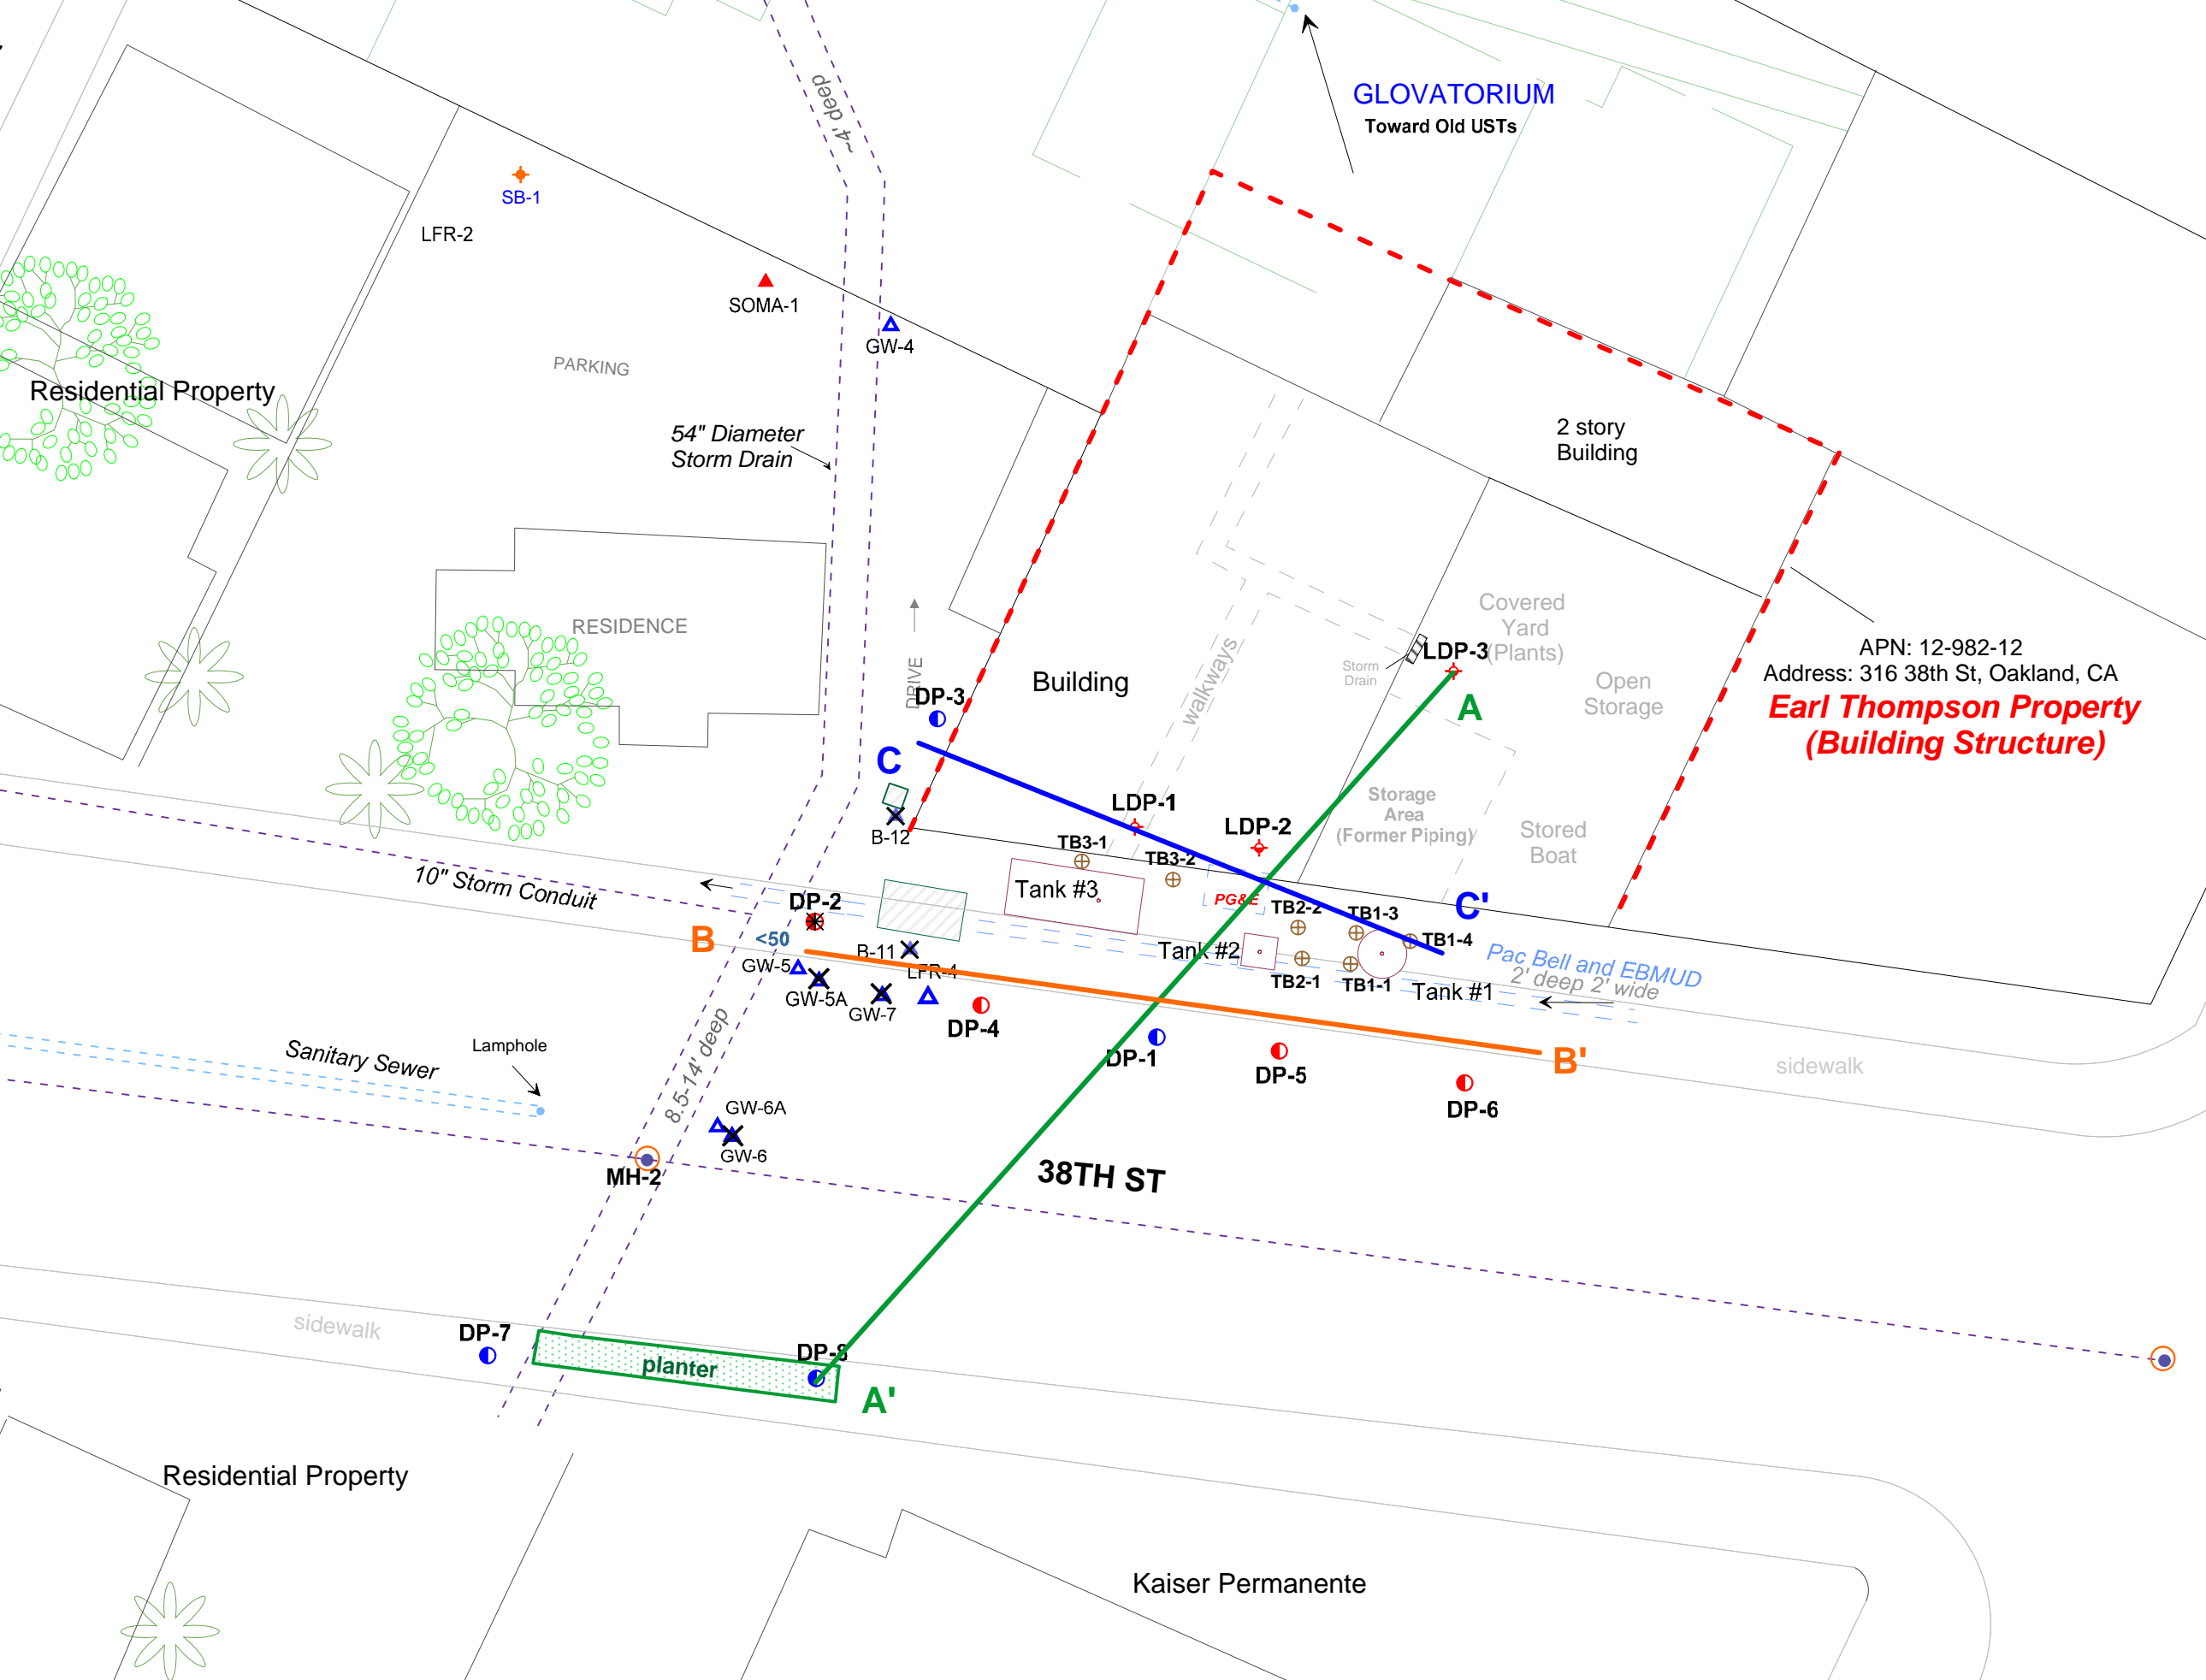 ~4' deep
GLOVATORIUM
Toward Old USTs
SB-1
LFR-2
SOMA-1
GW-4
PARKING
Residential Property
54" Diameter
Storm Drain
2 story
Building
RESIDENCE
DRIVE
Building
walkways
Storm
Drain
LDP-3
Covered
Yard
(Plants)
Open
Storage
A
APN: 12-982-12
Address: 316 38th St, Oakland, CA
Earl Thompson Property
(Building Structure)
DP-3
C
LDP-1
LDP-2
Storage
Area
(Former Piping)
Stored
Boat
B-12
TB3-1
TB3-2
10" Storm Conduit
Tank #3
PG&E
DP-2
TB2-2
TB1-3
C'
B
<50
B-11
Tank #2
TB1-4
Pac Bell and EBMUD
2' deep 2' wide
GW-5
LFR-4
GW-5A
GW-7
TB2-1
TB1-1
Tank #1
DP-4
DP-1
DP-5
B'
DP-6
sidewalk
Sanitary Sewer
Lamphole
8.5-14' deep
GW-6A
GW-6
MH-2
38TH ST
sidewalk
DP-7
planter
DP-8
A'
Residential Property
Kaiser Permanente